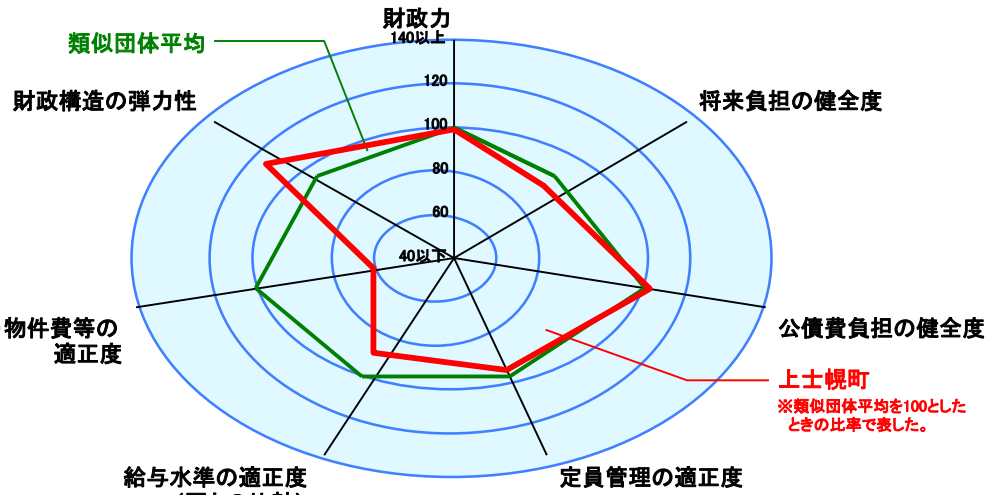 財政力
140以上
類似団体平均
120
財政構造の弾力性
将来負担の健全度
100
80
60
40以下
物件費等の
適正度
公債費負担の健全度
上士幌町
※類似団体平均を100とした
ときの比率で表した。
給与水準の適正度
定員管理の適正度